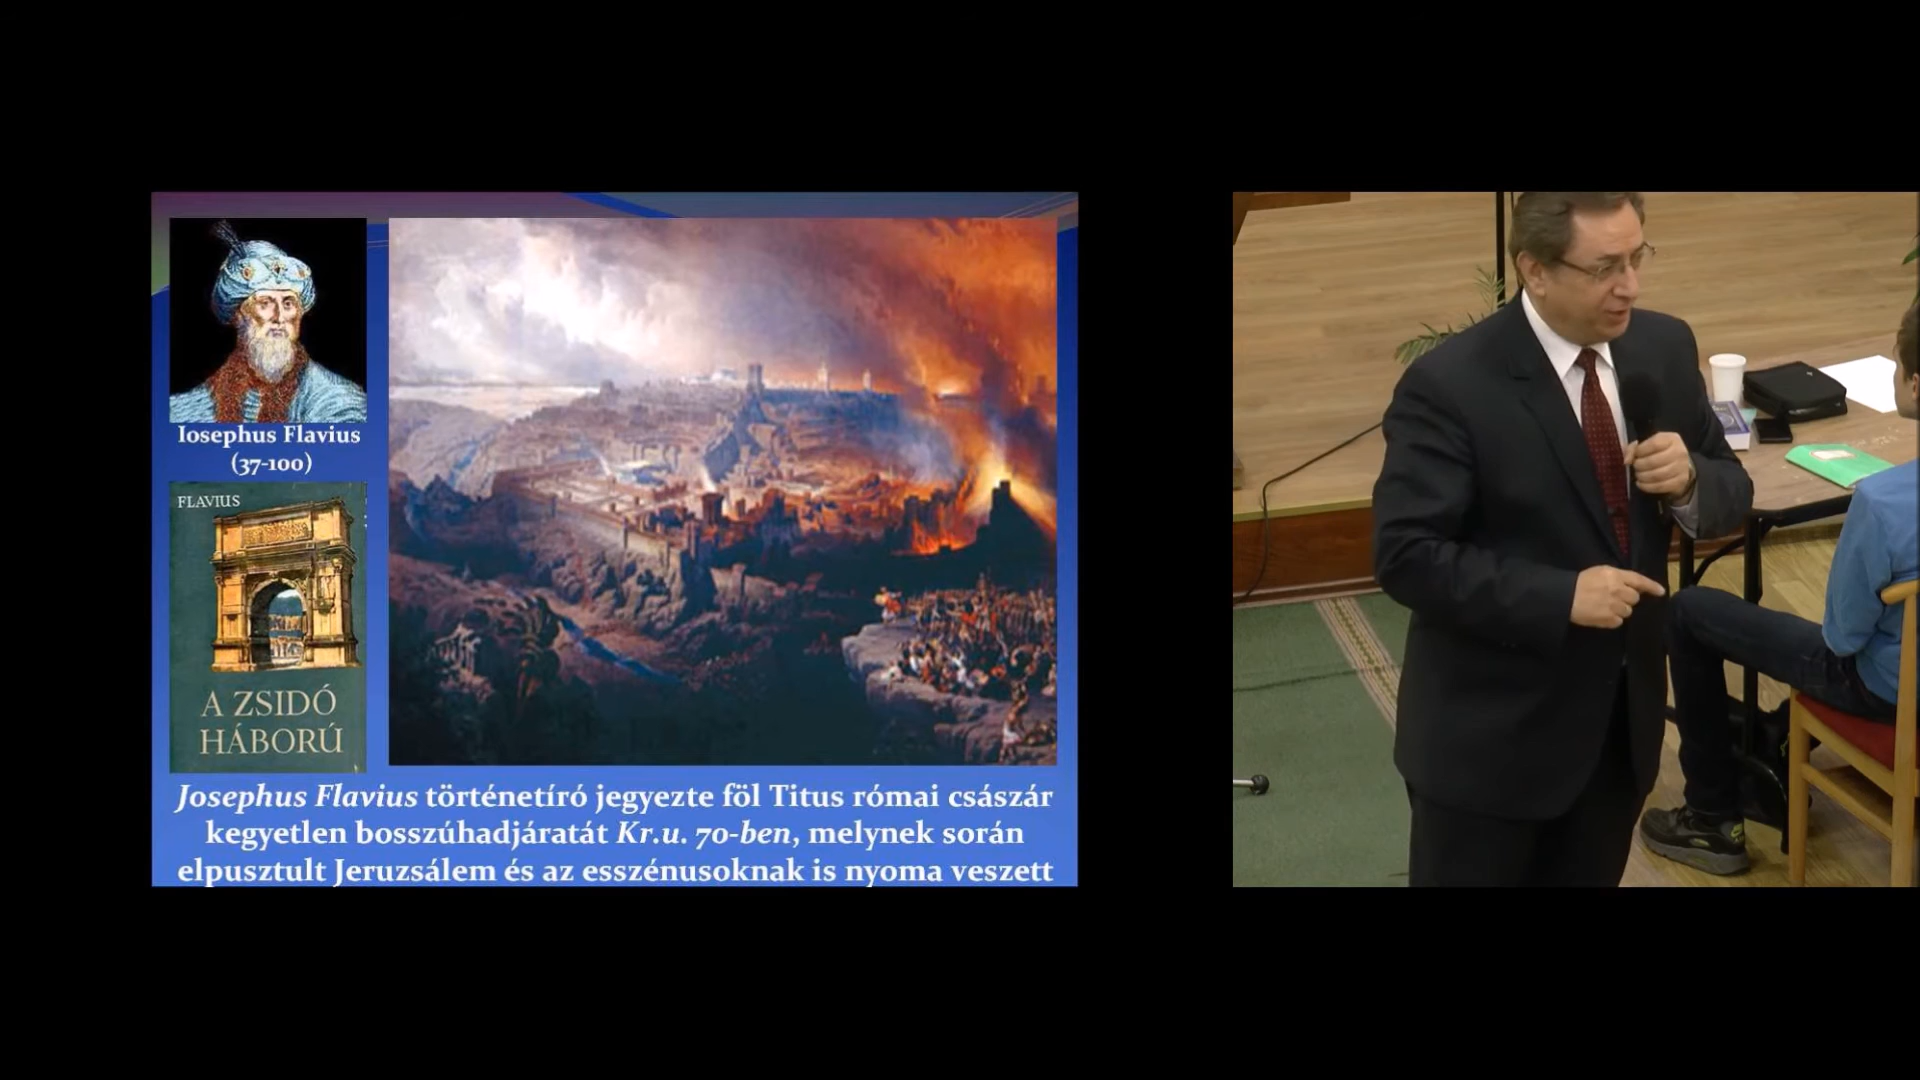 Iosephus Flavius
(37-100)
FLAVIUS
A ZSIDÓ
HÁBORÚ
Josephus Flavius történetíró jegyezte föl Titus római császár
kegyetlen bosszúhadjáratát Kr.u. 70-ben, melynek során
elpusztult Jeruzsálem és az esszénusoknak is nyoma veszett